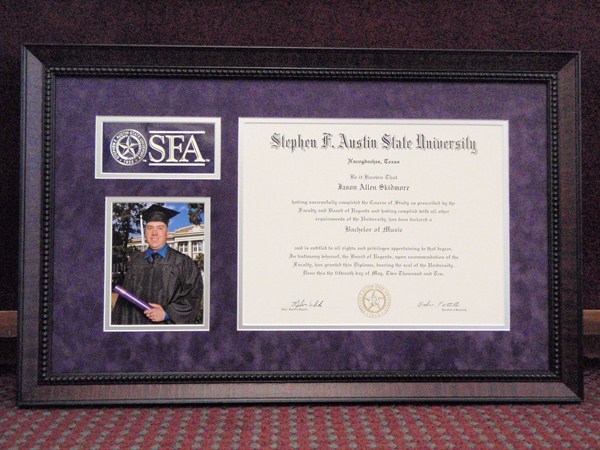 SFA
Stephen F. Austin State University
Nacogdoches, Texas
Be it Known That
Jason Allen Skidmore
having successfully completed the Course of Study as prescribed by the
Faculty and Board of Regents and having complied with all other
requirements of the University, has been declared a
Bachelor of Music
and is entitled to all rights and privileges appertaining to that degree.
In testimony whereof, the Board of Regents, upon recommendation of the
Faculty, has granted this Diploma, bearing the seal of the University.
Done this the fifteenth day of May, Two Thousand and Ten.